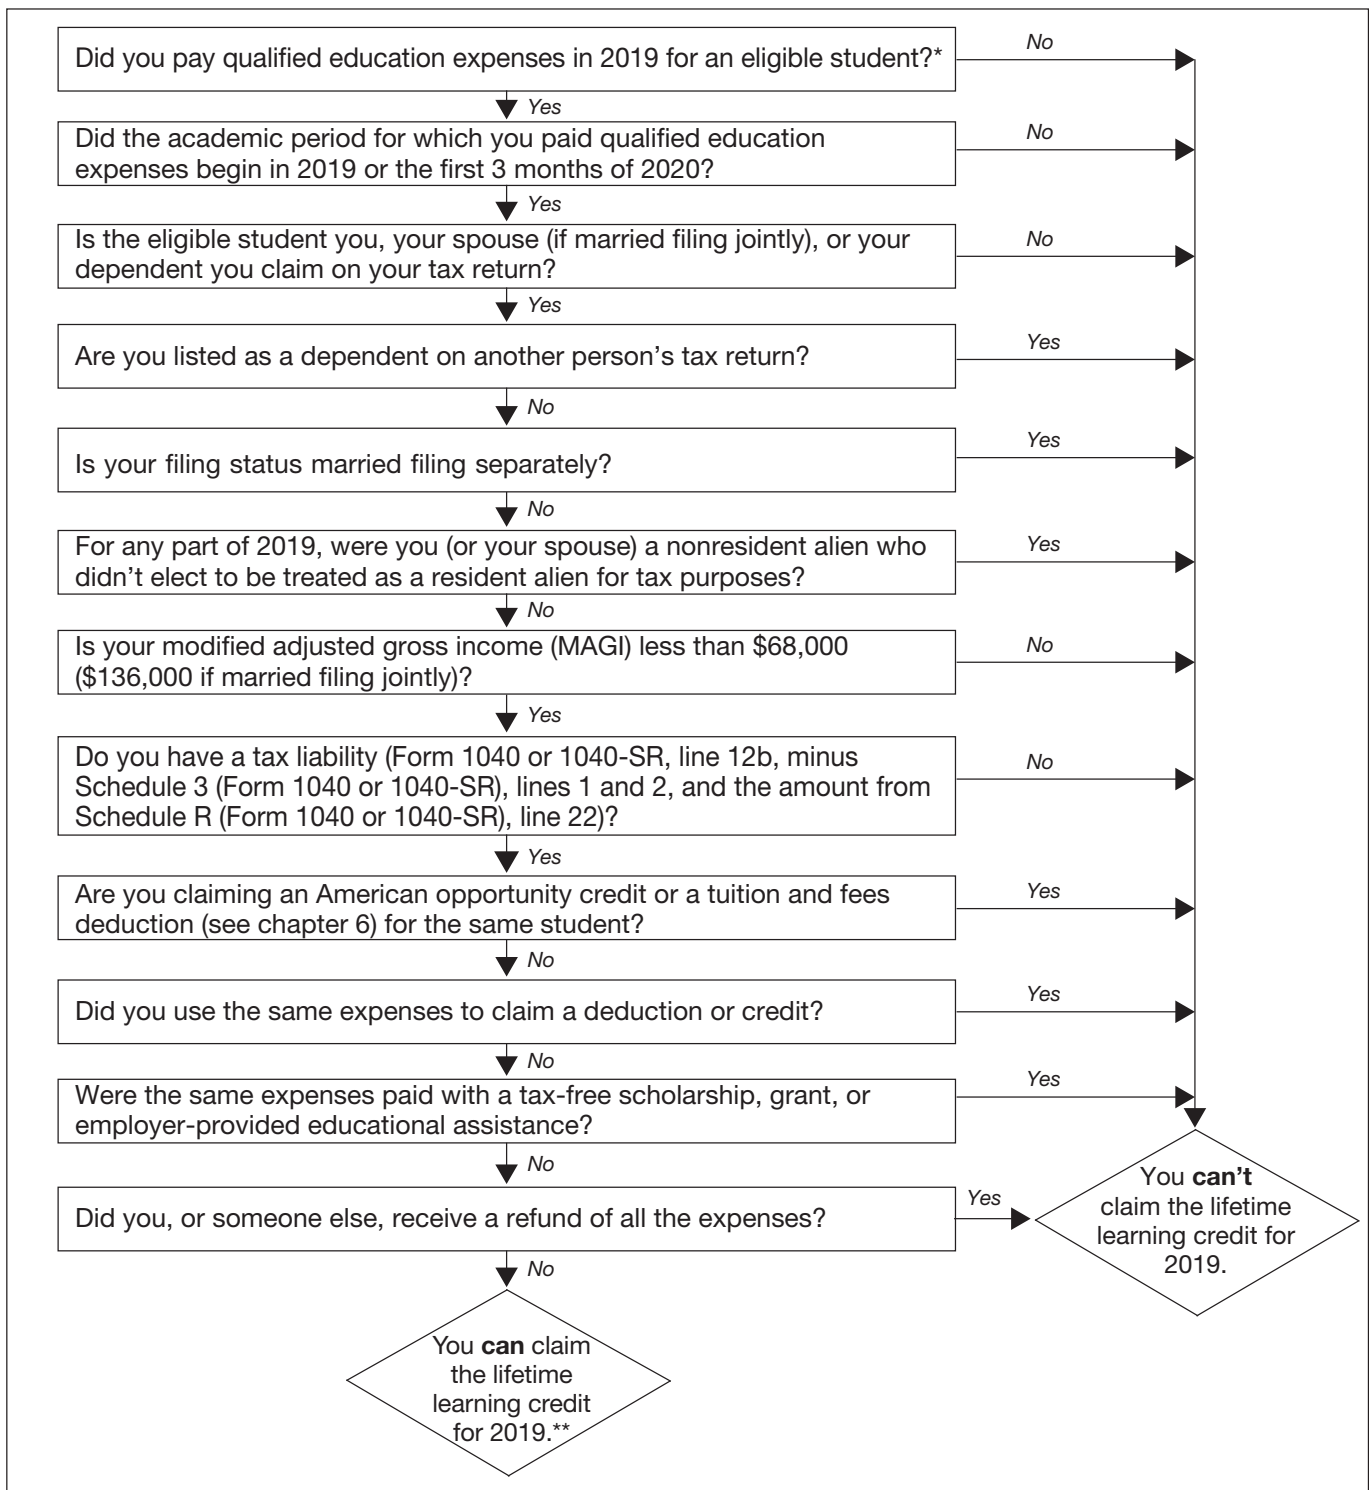 Did you pay qualified education expenses in 2019 for an eligible student?*
No
Yes
Did the academic period for which you paid qualified education
expenses begin in 2019 or the first 3 months of 2020?
No
Yes
Is the eligible student you, your spouse (if married filing jointly), or your
dependent you claim on your tax return?
No
Yes
Are you listed as a dependent on another person’s tax return?
Yes
No
Is your filing status married filing separately?
Yes
No
For any part of 2019, were you (or your spouse) a nonresident alien who
didn’t elect to be treated as a resident alien for tax purposes?
Yes
No
Is your modified adjusted gross income (MAGI) less than $68,000
($136,000 if married filing jointly)?
No
Yes
Do you have a tax liability (Form 1040 or 1040-SR, line 12b, minus
Schedule 3 (Form 1040 or 1040-SR), lines 1 and 2, and the amount from
Schedule R (Form 1040 or 1040-SR), line 22)?
No
Yes
Are you claiming an American opportunity credit or a tuition and fees
deduction (see chapter 6) for the same student?
Yes
No
Did you use the same expenses to claim a deduction or credit?
Yes
No
Were the same expenses paid with a tax-free scholarship, grant, or
employer-provided educational assistance?
Yes
No
Did you, or someone else, receive a refund of all the expenses?
Yes
You can't
claim the lifetime
learning credit for
2019.
No
You can claim
the lifetime
learning credit
for 2019.**